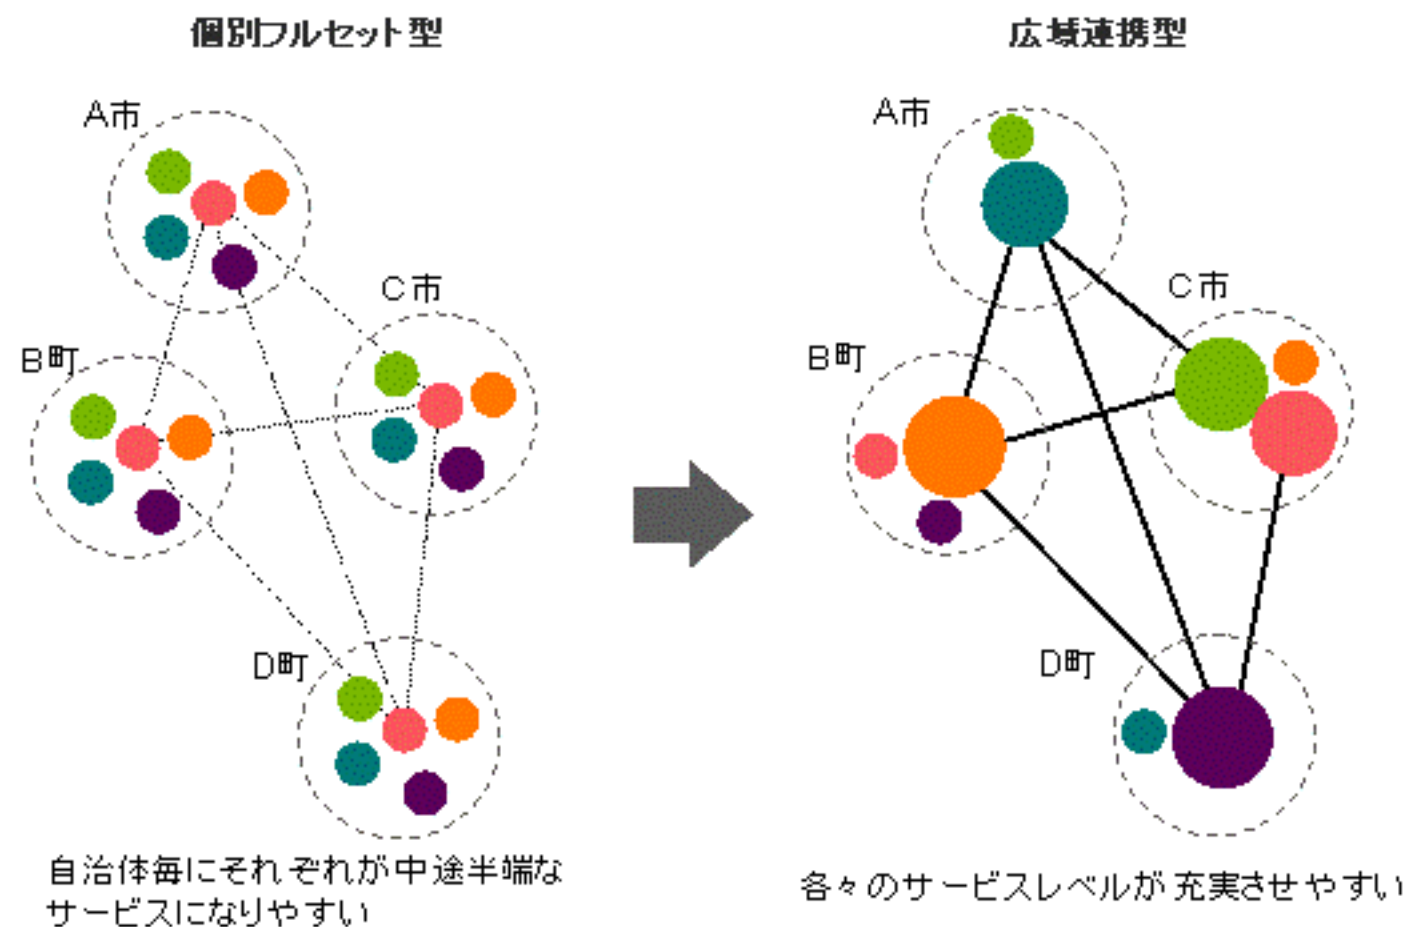 個別フルセット型
広域連携型
A市
C市
B町
D町
A市
C市
B町
D町
自治体毎にそれぞれが中途半端な
サービスになりやすい
各々のサービスレベルが充実させやすい